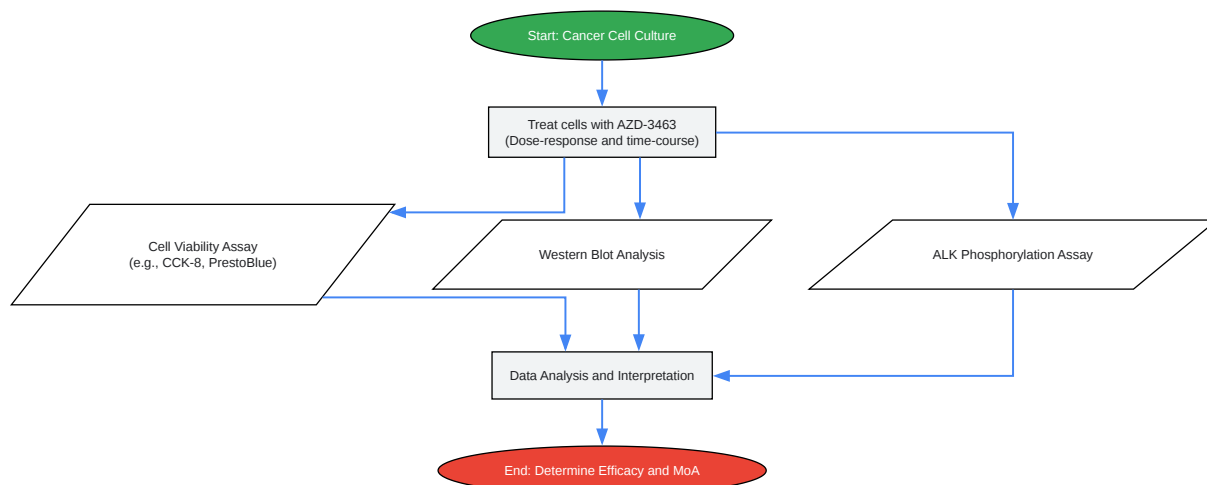 Start: Cancer Cell Culture
Treat cells with AZD-3463
(Dose-response and time-course)
Cell Viability Assay
(e.g., CCK-8, PrestoBlue)
Western Blot Analysis
ALK Phosphorylation Assay
Data Analysis and Interpretation
End: Determine Efficacy and MoA